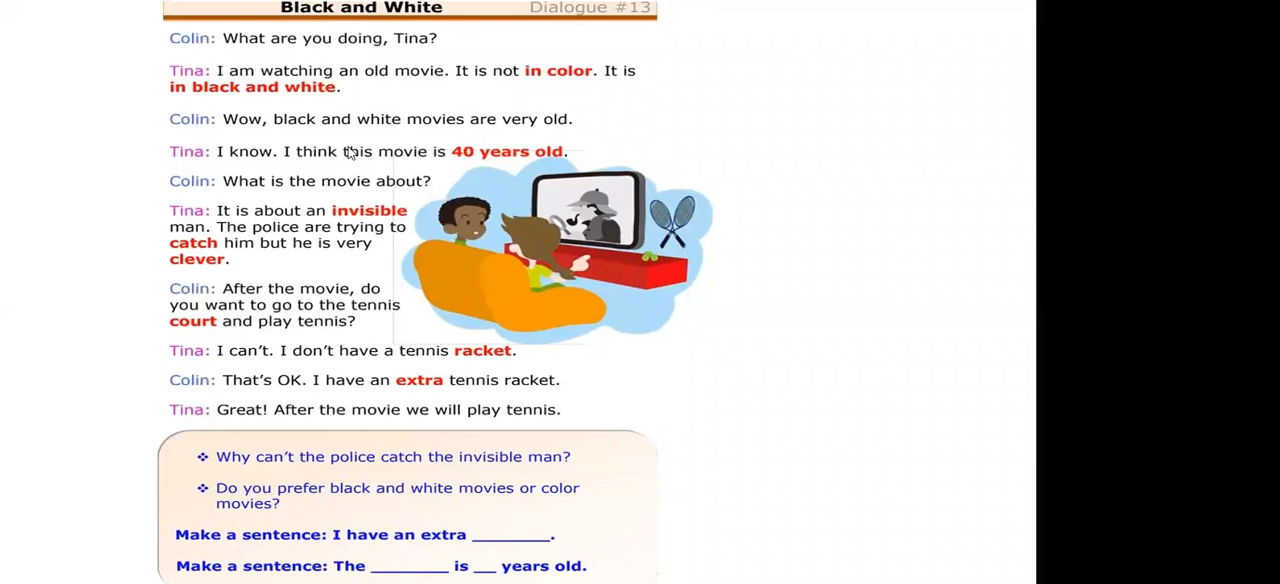 Black and White Dialogue #13
Colin: What are you doing, Tina?
Tina: I am watching an old movie. It is not in color. It is
in black and white.
Colin: Wow, black and white movies are very old.
Tina: I know. I think this movie is 40 years old.
Colin: What is the movie about?
Tina: It is about an invisible
man. The police are trying to
catch him but he is very
clever.
Colin: After the movie, do
you want to go to the tennis
court and play tennis?
Tina: I can't. I don't have a tennis racket.
Colin: That's OK. I have an extra tennis racket.
Tina: Great! After the movie we will play tennis.
❖ Why can't the police catch the invisible man?
❖ Do you prefer black and white movies or color
movies?
Make a sentence: I have an extra ________.
Make a sentence: The ________ is __ years old.